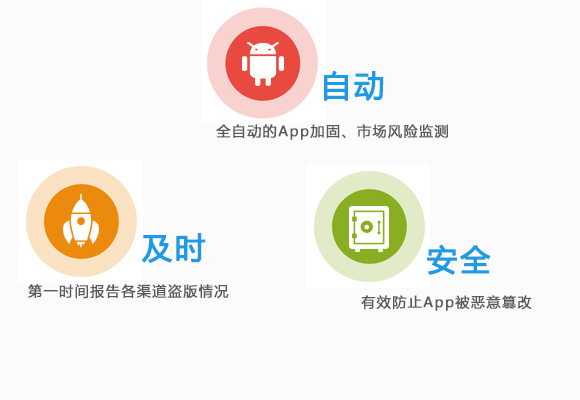 自动
全自动的App加固、市场风险监测
及时
第一时间报告各渠道盗版情况
安全
有效防止App被恶意篡改